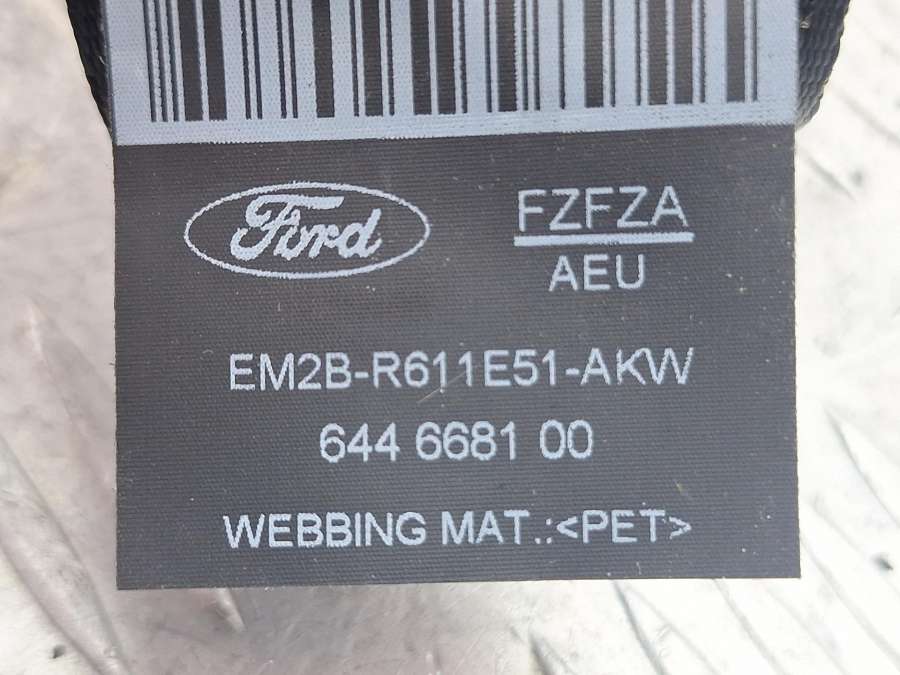 Ford
FZFZA
AEU
EM2B-R611E51-AKW
644 6681 00
WEBBING MAT.:<PET>